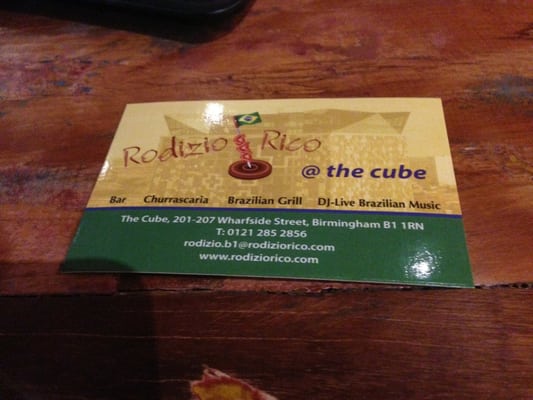 Rodizio Rico
@ the cube
Bar Churrascaria Brazilian Grill DJ-Live Brazilian Music
The Cube, 201-207 Wharfside Street, Birmingham B1 1RN
T: 0121 285 2856
rodizio.b1@rodiziorico.com
www.rodiziorico.com